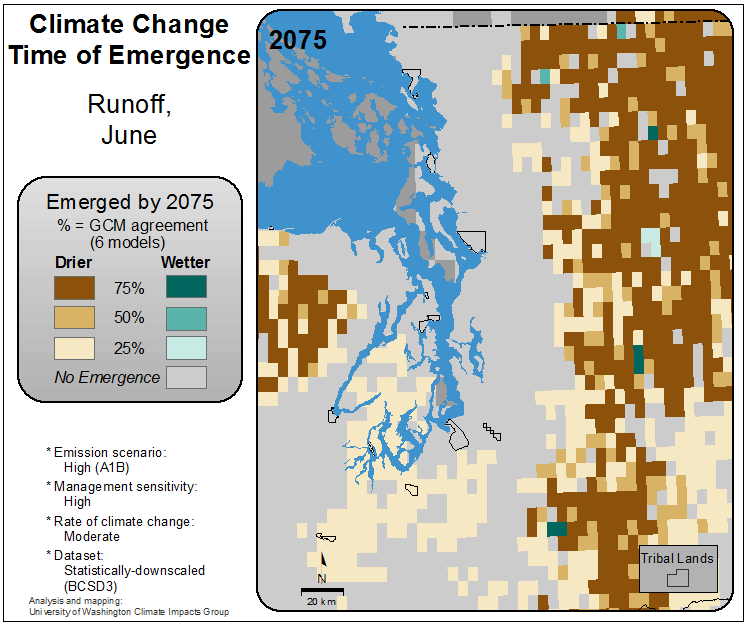 Climate Change
Time of Emergence
Runoff,
June
Emerged by 2075
% = GCM agreement
(6 models)
Drier Wetter
75%
50%
25%
No Emergence
* Emission scenario:
High (A1B)
* Management sensitivity:
High
* Rate of climate change:
Moderate
* Dataset:
Statistically-downscaled
(BCSD3)
Analysis and mapping:
University of Washington Climate Impacts Group
2075
N
20 km
Tribal Lands